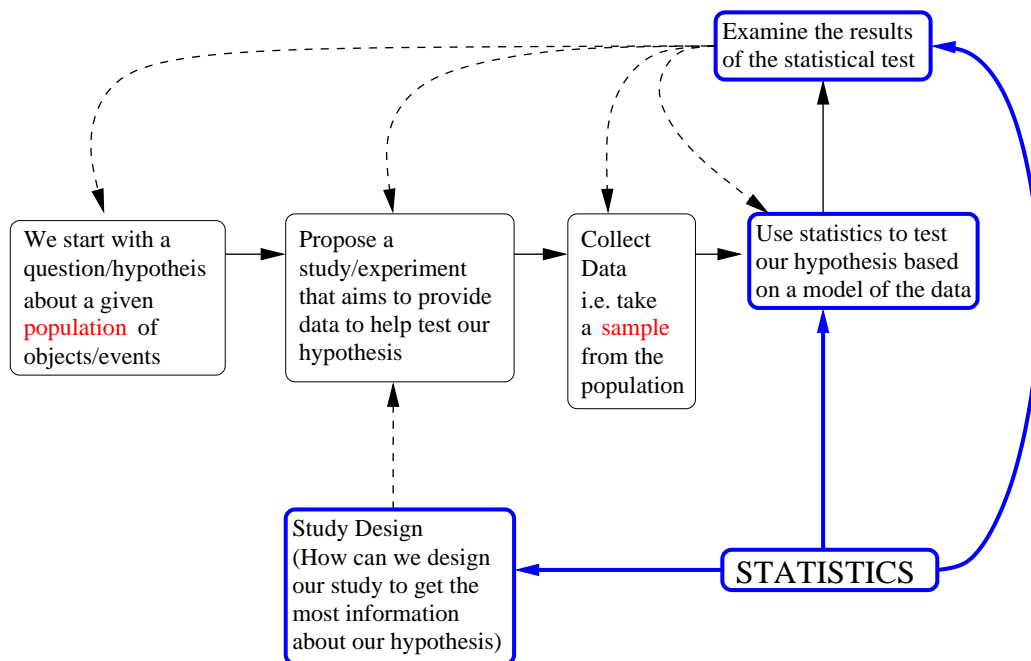 Examine the results
of the statistical test
We start with a
question/hypotheis
about a given
population of
objects/events
Propose a
study/experiment
that aims to provide
data to help test our
hypothesis
Collect
Data
i.e. take
a sample
from the
population
Use statistics to test
our hypothesis based
on a model of the data
Study Design
(How can we design
our study to get the
most information
about our hypothesis)
STATISTICS